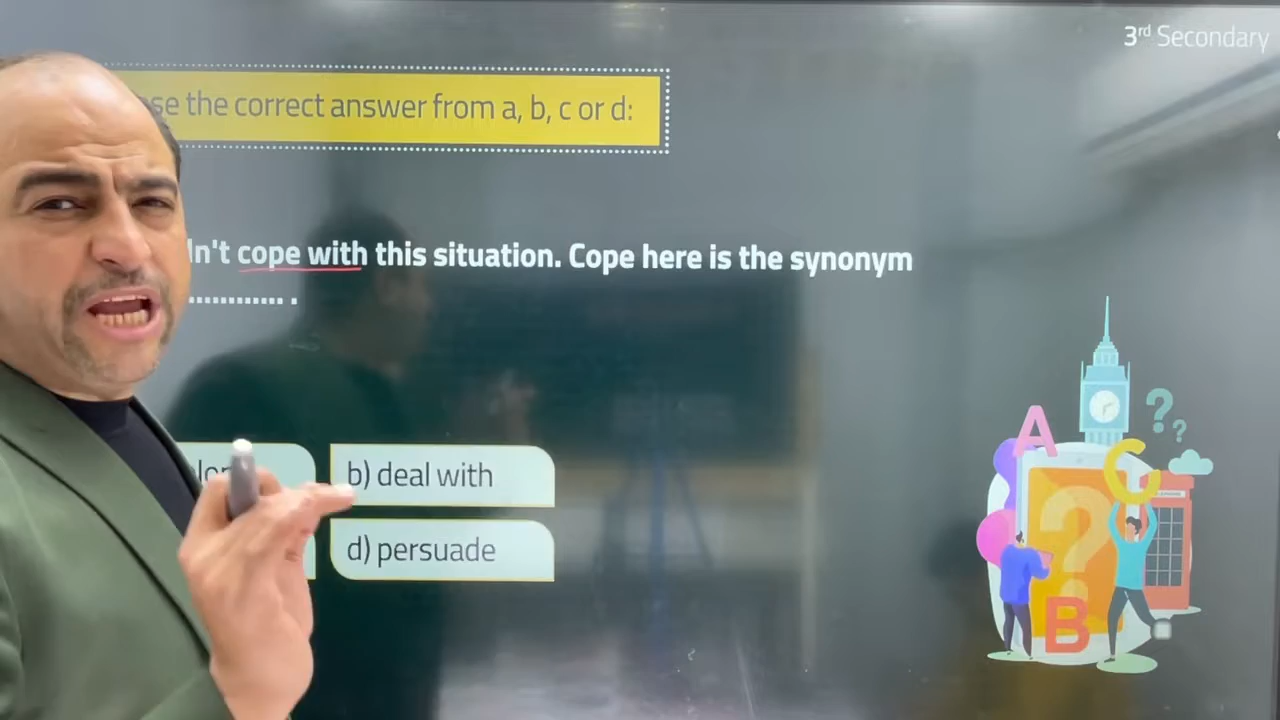 3rd Secondary
the correct answer from a, b, c or d:
cope with this situation. Cope here is the synonym
............ .
b) deal with
d) persuade
A
C
? ?
?
TELEPHONE
B